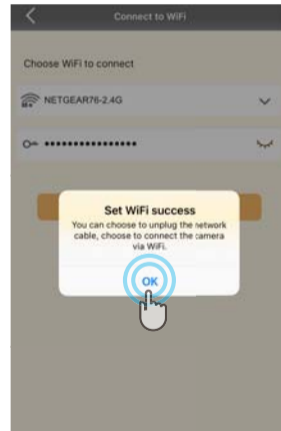 Connect to WiFi
Choose WiFi to connect
NETGEAR76-2.4G
••••••••••••••••
Set WiFi success
You can choose to unplug the network
cable, choose to connect the camera
via WiFi.
OK